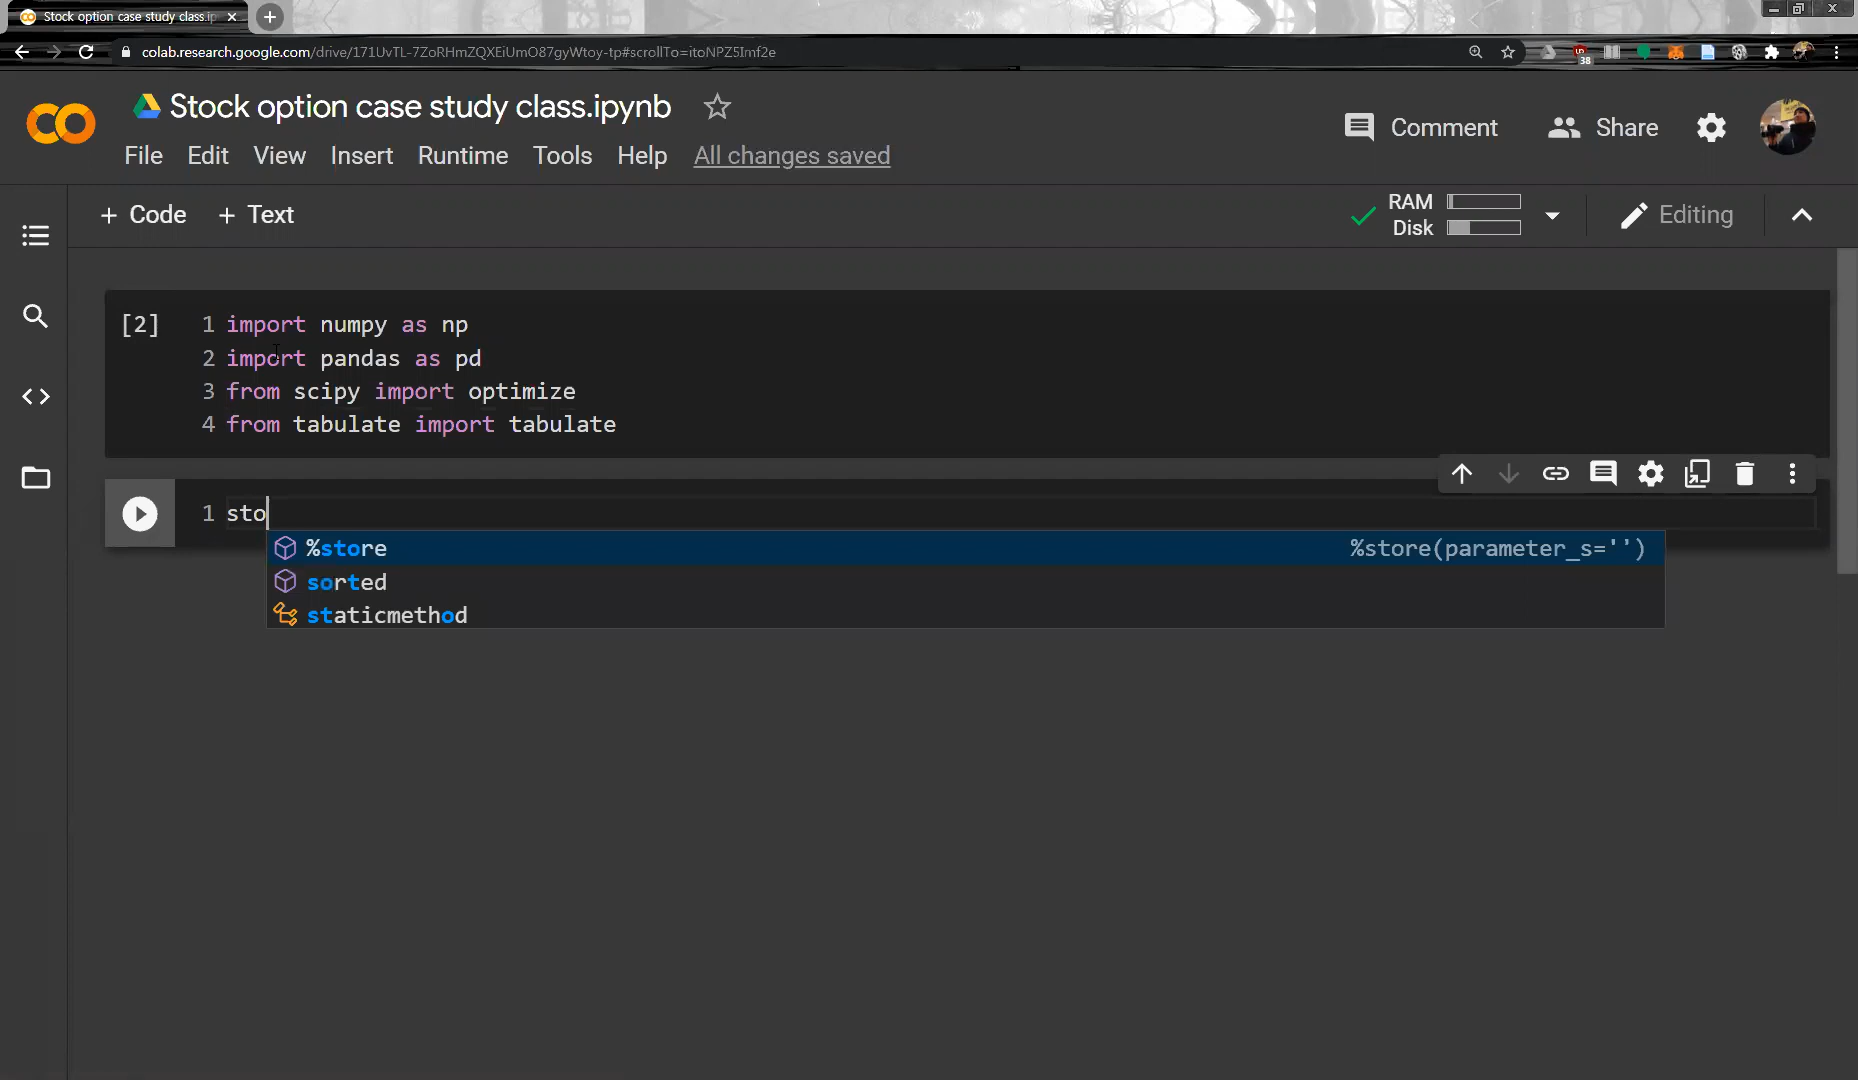 Stock option case study class.ip
colab.research.google.com/drive/171UvTL-7ZoRHmZQXEiUmO87gyWtoy-tp#scrollTo=itoNPZ5Imf2e
38
Stock option case study class.ipynb
Comment
Share
File Edit View Insert Runtime Tools Help All changes saved
+ Code + Text
RAM
Disk
Editing
[2]
1 import numpy as np
2 import pandas as pd
3 from scipy import optimize
4 from tabulate import tabulate
1 sto
%store %store(parameter_s='')
sorted
staticmethod